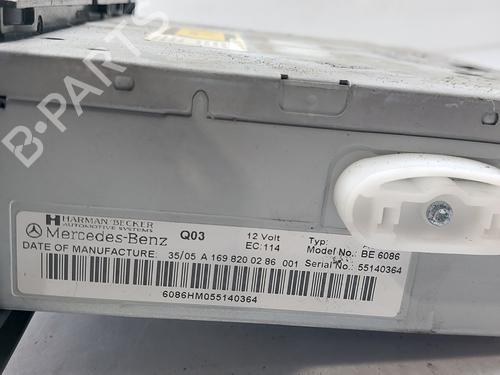 B-PARTS
HARMAN/BECKER
AUTOMOTIVE SYSTEMS
Mercedes-Benz Q03 12 Volt Typ:
EC:114 Model No.: BE 6086
DATE OF MANUFACTURE: 35/05 A 169 820 02 86 001 Serial No.: 55140364
6086HM055140364